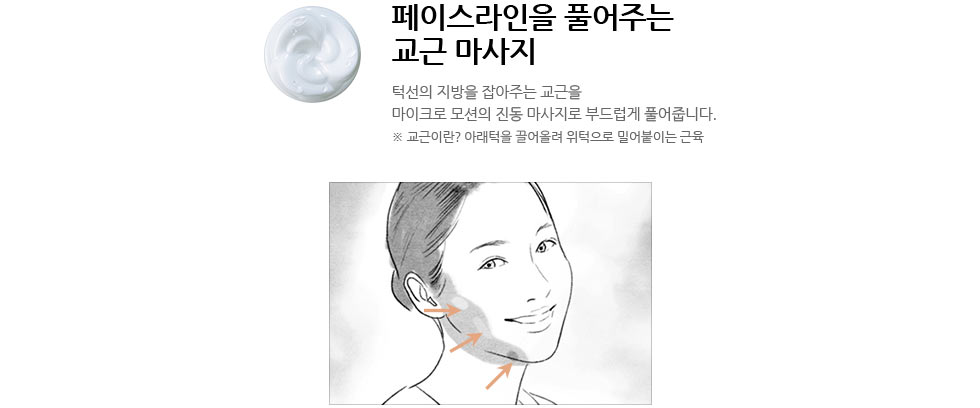 페이스라인을 풀어주는
교근 마사지
턱선의 지방을 잡아주는 교근을
마이크로 모션의 진동 마사지로 부드럽게 풀어줍니다.
※ 교근이란? 아래턱을 끌어올려 위턱으로 밀어붙이는 근육